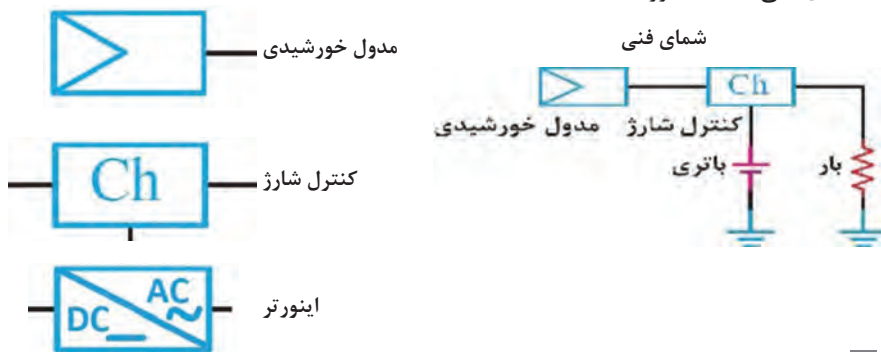 شمای فنی
مدول خورشیدی
Ch
کنترل شارژ
مدول خورشیدی
باتری
بار
Ch
کنترل شارژ
AC
DC
اینورتر